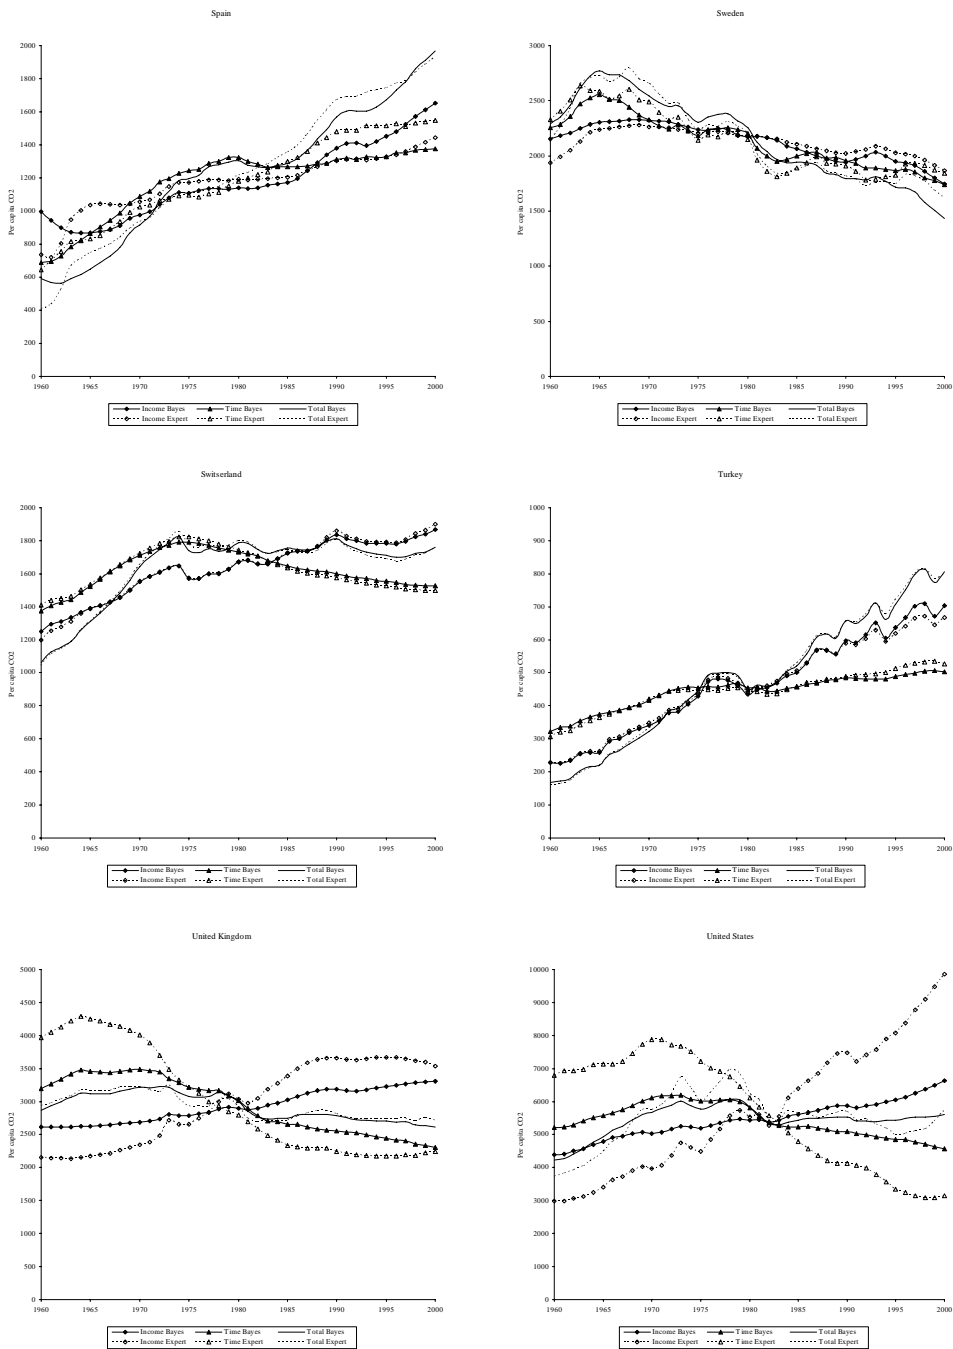 Spain
2000
1800
1600
1400
1200
1000
800
600
400
200
0
Per capita CO2
1960 1965 1970 1975 1980 1985 1990 1995 2000
Income Bayes Time Bayes Total Bayes
Income Expert Time Expert Total Expert
Sweden
3000
2500
2000
1500
1000
500
0
Per capita CO2
1960 1965 1970 1975 1980 1985 1990 1995 2000
Income Bayes Time Bayes Total Bayes
Income Expert Time Expert Total Expert
Switserland
2000
1800
1600
1400
1200
1000
800
600
400
200
0
Per capita CO2
1960 1965 1970 1975 1980 1985 1990 1995 2000
Income Bayes Time Bayes Total Bayes
Income Expert Time Expert Total Expert
Turkey
1000
900
800
700
600
500
400
300
200
100
0
Per capita CO2
1960 1965 1970 1975 1980 1985 1990 1995 2000
Income Bayes Time Bayes Total Bayes
Income Expert Time Expert Total Expert
United Kingdom
5000
4500
4000
3500
3000
2500
2000
1500
1000
500
0
Per capita CO2
1960 1965 1970 1975 1980 1985 1990 1995 2000
Income Bayes Time Bayes Total Bayes
Income Expert Time Expert Total Expert
United States
10000
9000
8000
7000
6000
5000
4000
3000
2000
1000
0
Per capita CO2
1960 1965 1970 1975 1980 1985 1990 1995 2000
Income Bayes Time Bayes Total Bayes
Income Expert Time Expert Total Expert